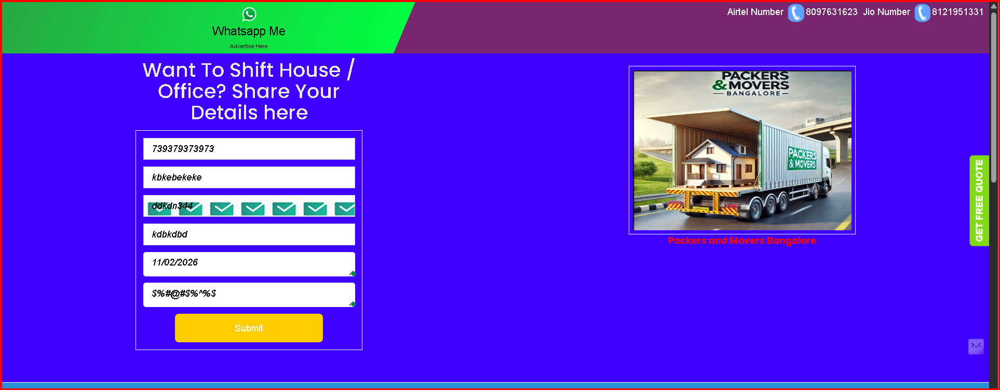 Whatsapp Me
Advertise Here
Airtel Number 8097631623 Jio Number 8121951331
Want To Shift House /
Office? Share Your
Details here
739379373973
kbkebekeke
ddkdn344
kdbkdbd
11/02/2026
$%#@#$%^%$
Submit
PACKERS
& MOVERS
BANGALORE
PACKERS
& MOVERS
Packers and Movers Bangalore
GET FREE QUOTE